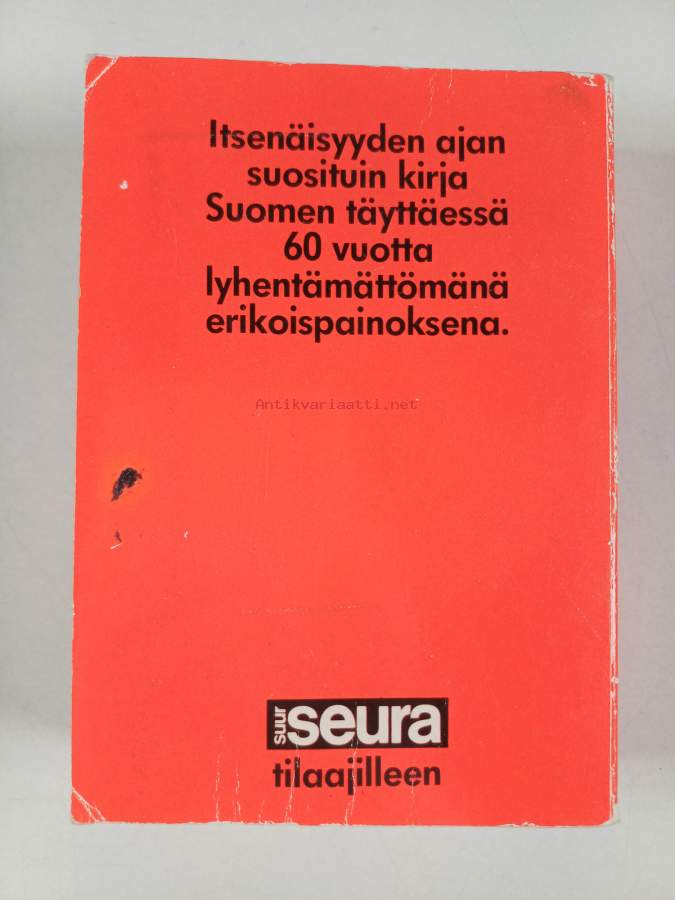 Itsenäisyyden ajan
suosituin kirja
Suomen täyttäessä
60 vuotta
lyhentämättömänä
erikoispainoksena.
Antikvariaatti.net
suur seura
tilaajilleen